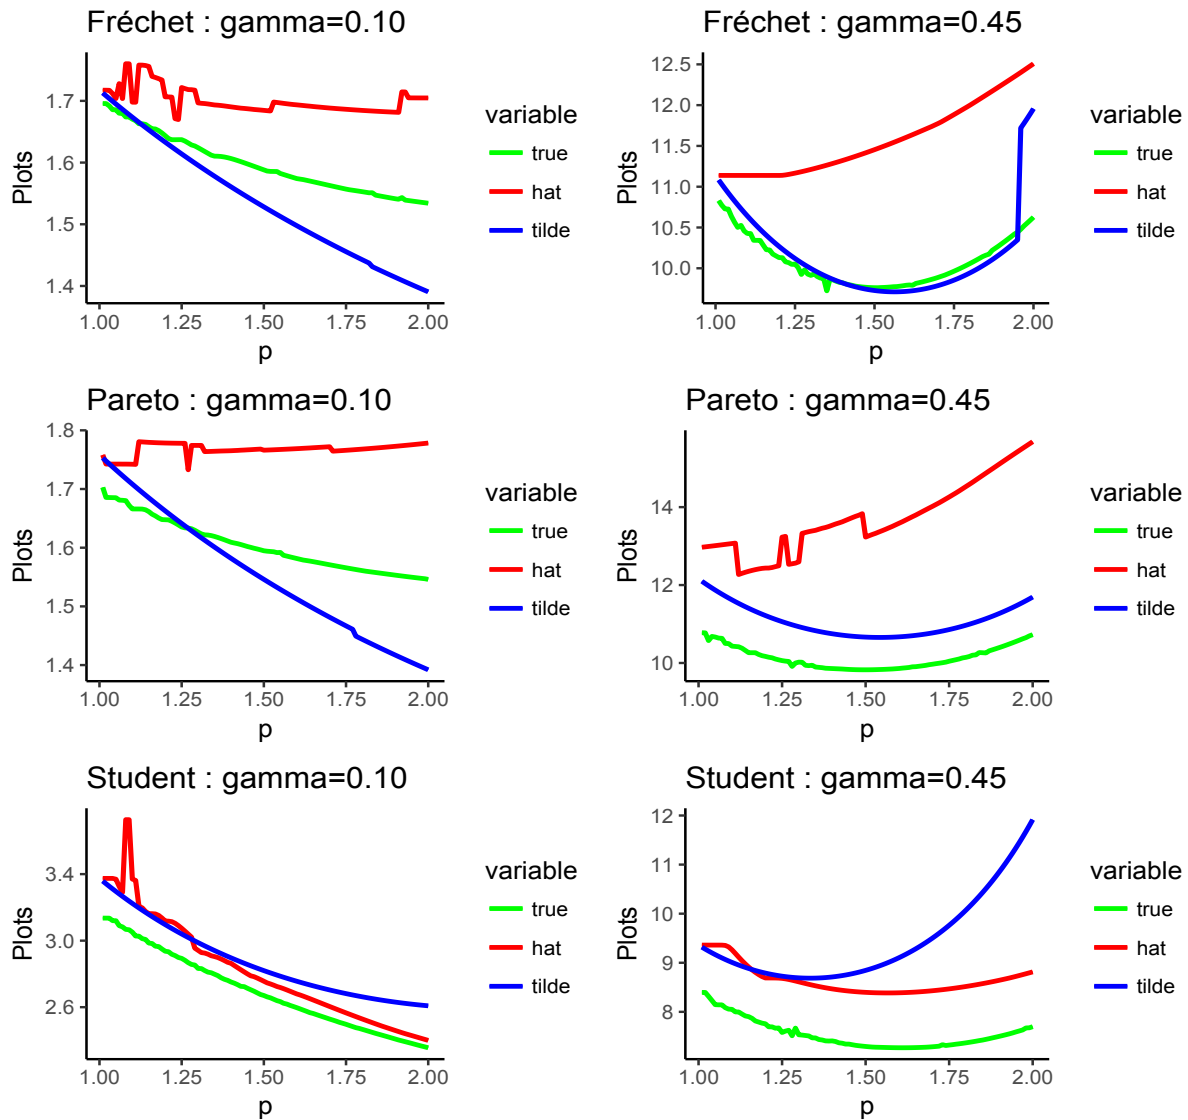 Fréchet : gamma=0.10
Plots
1.7
1.6
1.5
1.4
1.00 1.25 1.50 1.75 2.00
p
variable
true
hat
tilde
Fréchet : gamma=0.45
Plots
12.5
12.0
11.5
11.0
10.5
10.0
1.00 1.25 1.50 1.75 2.00
p
variable
true
hat
tilde
Pareto : gamma=0.10
Plots
1.8
1.7
1.6
1.5
1.4
1.00 1.25 1.50 1.75 2.00
p
variable
true
hat
tilde
Pareto : gamma=0.45
Plots
14
12
10
1.00 1.25 1.50 1.75 2.00
p
variable
true
hat
tilde
Student : gamma=0.10
Plots
3.4
3.0
2.6
1.00 1.25 1.50 1.75 2.00
p
variable
true
hat
tilde
Student : gamma=0.45
Plots
12
11
10
9
8
1.00 1.25 1.50 1.75 2.00
p
variable
true
hat
tilde